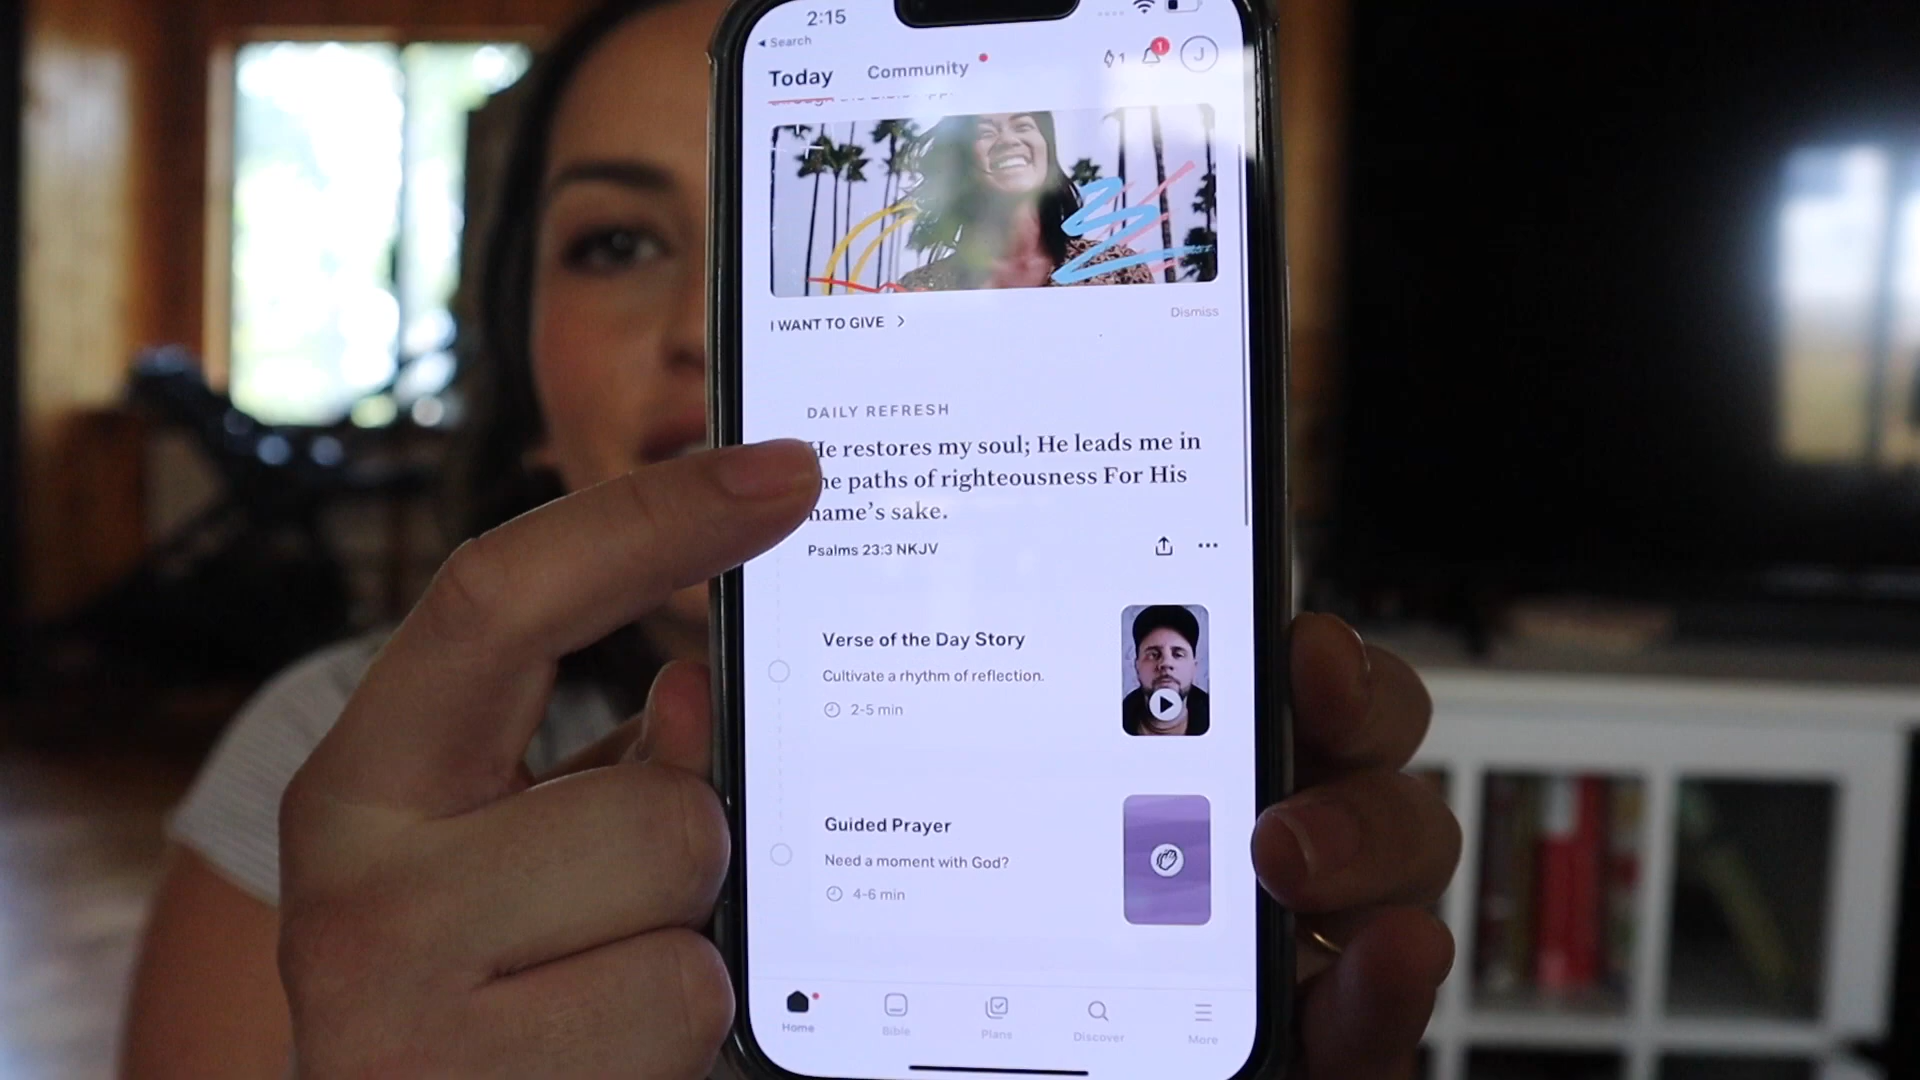 2:15
Search
Today
Community
1
1
J
I WANT TO GIVE >
Dismiss
DAILY REFRESH
He restores my soul; He leads me in
paths of righteousness For His
name's sake.
Psalms 23:3 NKJV
Verse of the Day Story
Cultivate a rhythm of reflection.
2-5 min
Guided Prayer
Need a moment with God?
4-6 min
Home
Bible
Plans
Discover
More